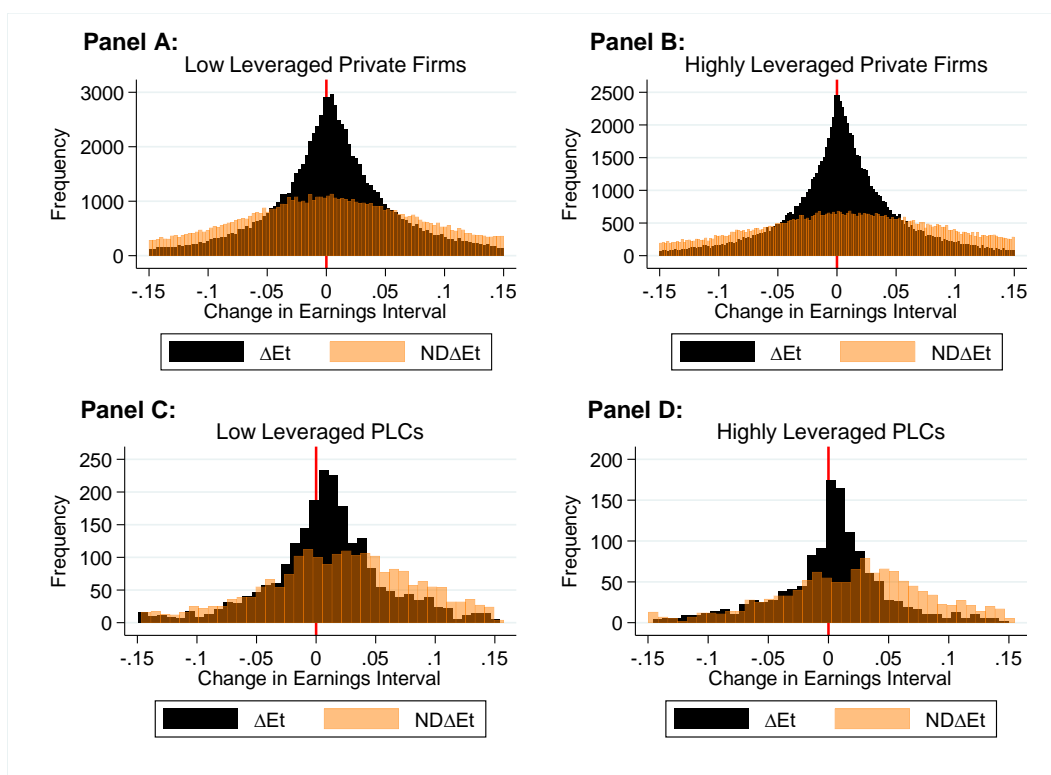 Panel A:
Low Leveraged Private Firms
3000
2000
1000
0
Frequency
-.15 -.1 -.05 0 .05 .1 .15
Change in Earnings Interval
ΔEt NDΔEt
Panel B:
Highly Leveraged Private Firms
2500
2000
1500
1000
500
0
Frequency
-.15 -.1 -.05 0 .05 .1 .15
Change in Earnings Interval
ΔEt NDΔEt
Panel C:
Low Leveraged PLCs
250
200
150
100
50
0
Frequency
-.15 -.1 -.05 0 .05 .1 .15
Change in Earnings Interval
ΔEt NDΔEt
Panel D:
Highly Leveraged PLCs
200
150
100
50
0
Frequency
-.15 -.1 -.05 0 .05 .1 .15
Change in Earnings Interval
ΔEt NDΔEt